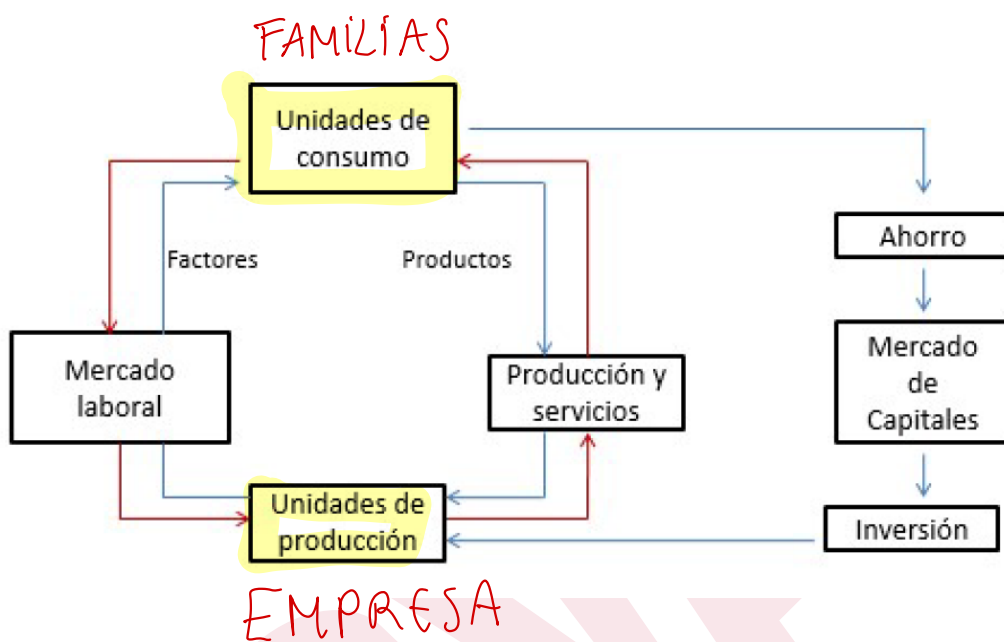 FAMILIAS
Unidades de
consumo
Factores
Productos
Ahorro
Mercado
laboral
Producción y
servicios
Mercado
de
Capitales
Unidades de
producción
Inversión
EMPRESA